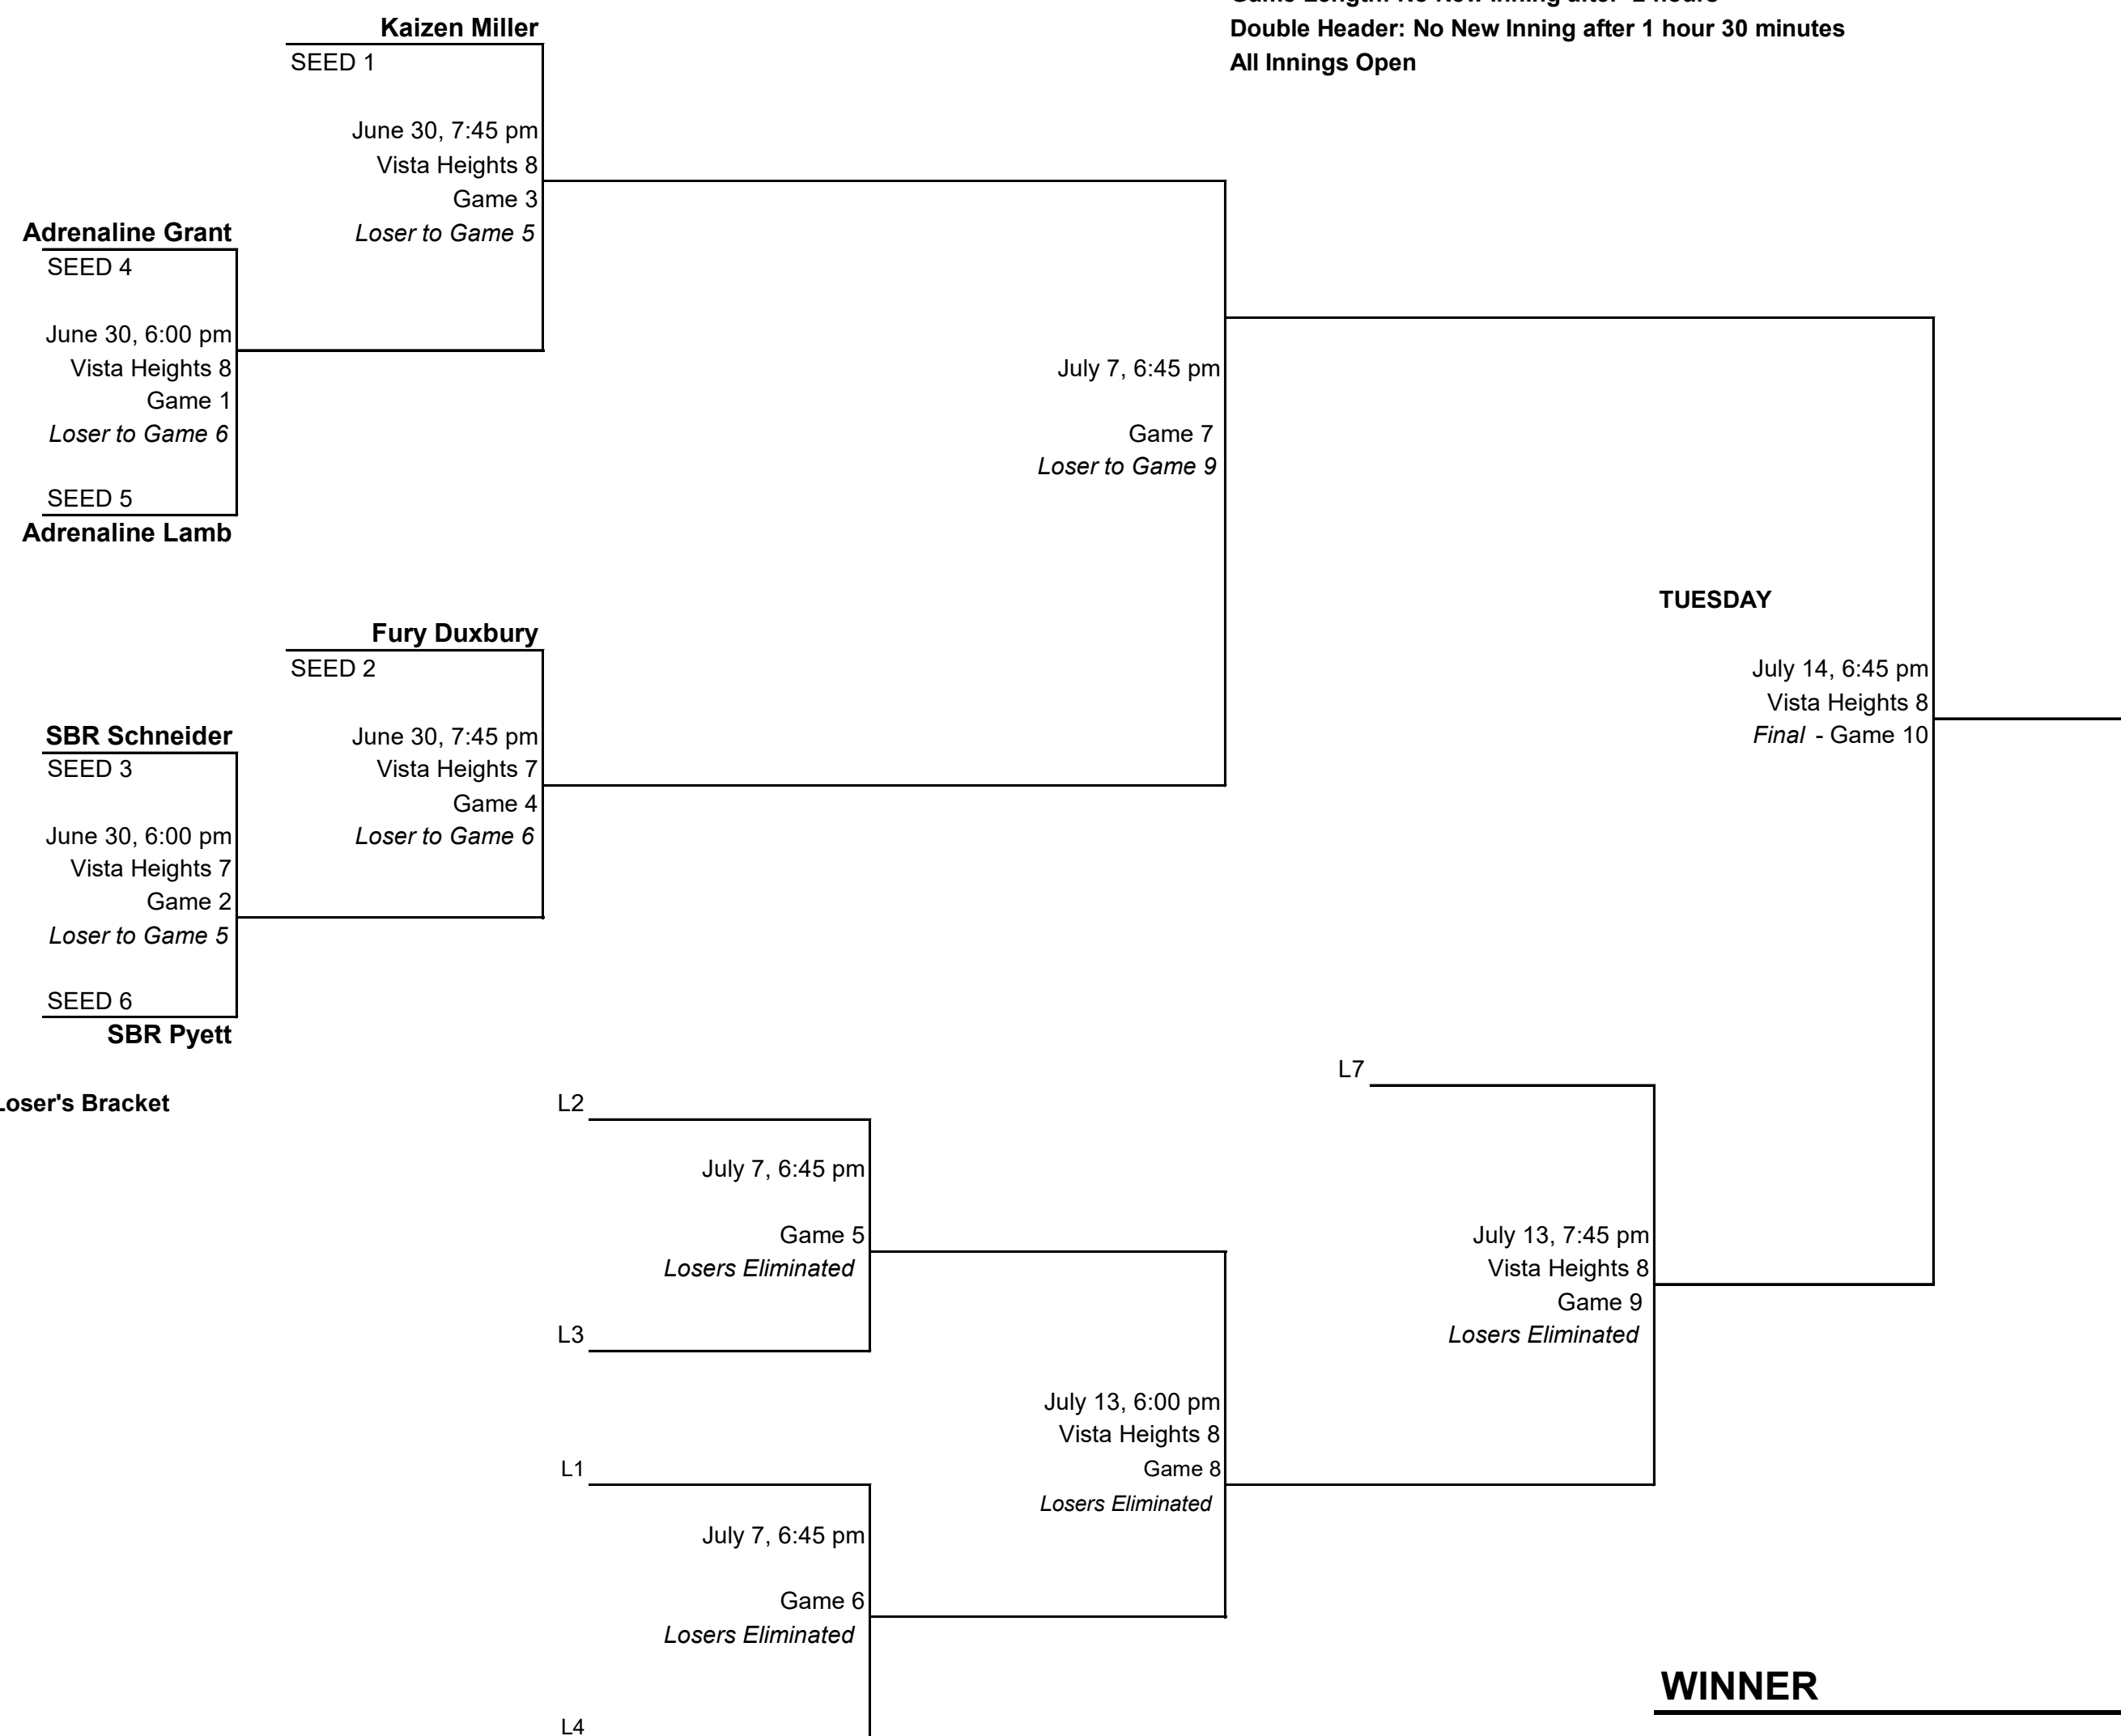 Double Header: No New Inning after 1 hour 30 minutes
All Innings Open
Kaizen Miller
SEED 1
June 30, 7:45 pm
Vista Heights 8
Game 3
Loser to Game 5
Adrenaline Grant
SEED 4
June 30, 6:00 pm
Vista Heights 8
Game 1
Loser to Game 6
SEED 5
Adrenaline Lamb
July 7, 6:45 pm
Game 7
Loser to Game 9
Fury Duxbury
SEED 2
June 30, 7:45 pm
Vista Heights 7
Game 4
Loser to Game 6
SBR Schneider
SEED 3
June 30, 6:00 pm
Vista Heights 7
Game 2
Loser to Game 5
SEED 6
SBR Pyett
TUESDAY
July 14, 6:45 pm
Vista Heights 8
Final - Game 10
Loser's Bracket
L2
July 7, 6:45 pm
Game 5
Losers Eliminated
L3
L1
July 7, 6:45 pm
Game 6
Losers Eliminated
L4
July 13, 6:00 pm
Vista Heights 8
Game 8
Losers Eliminated
L7
July 13, 7:45 pm
Vista Heights 8
Game 9
Losers Eliminated
WINNER